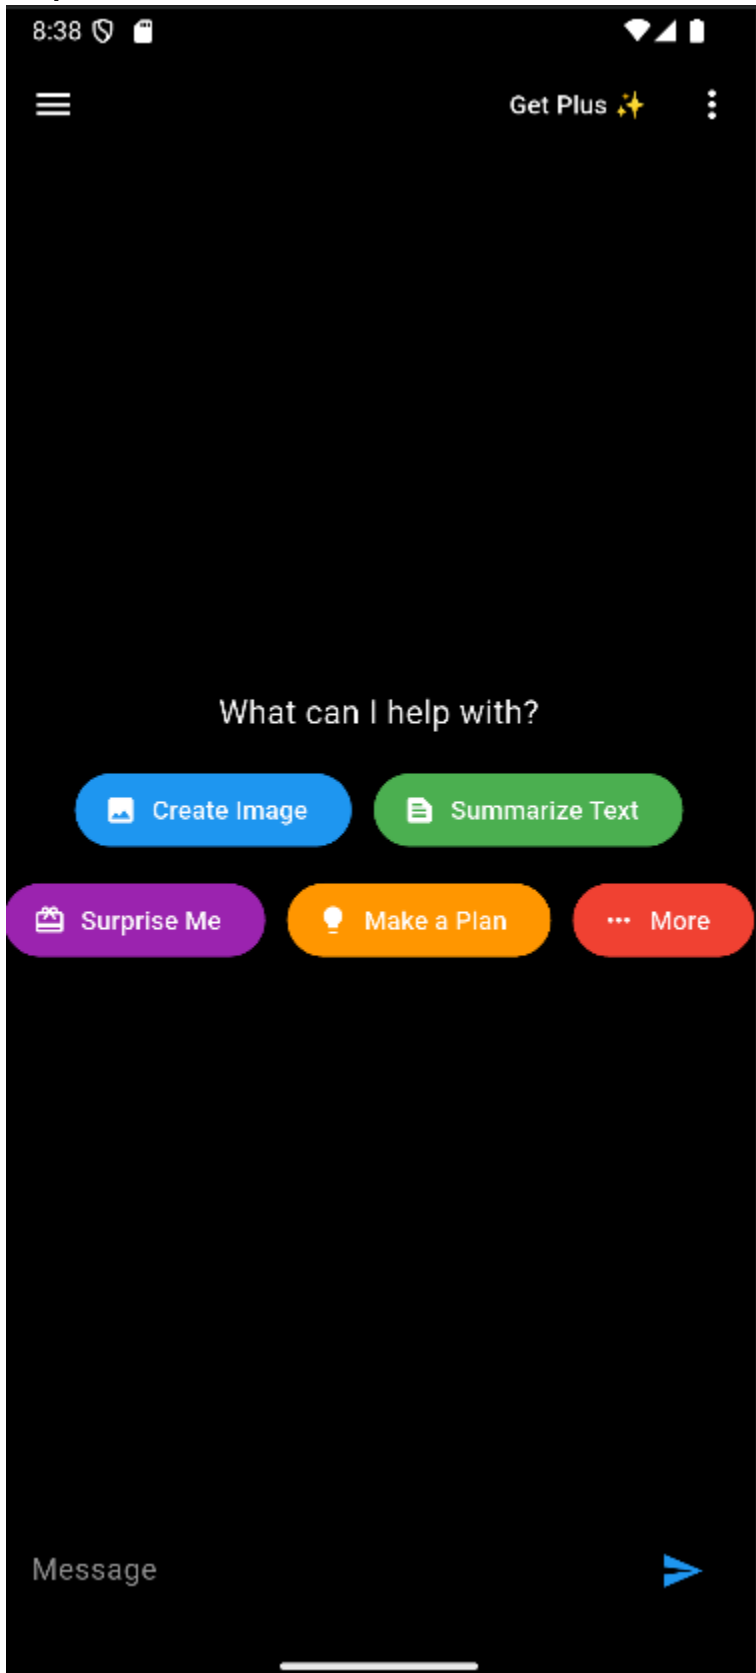 8:38
Get Plus ✨
What can I help with?
Create Image Summarize Text
Surprise Me Make a Plan More
Message